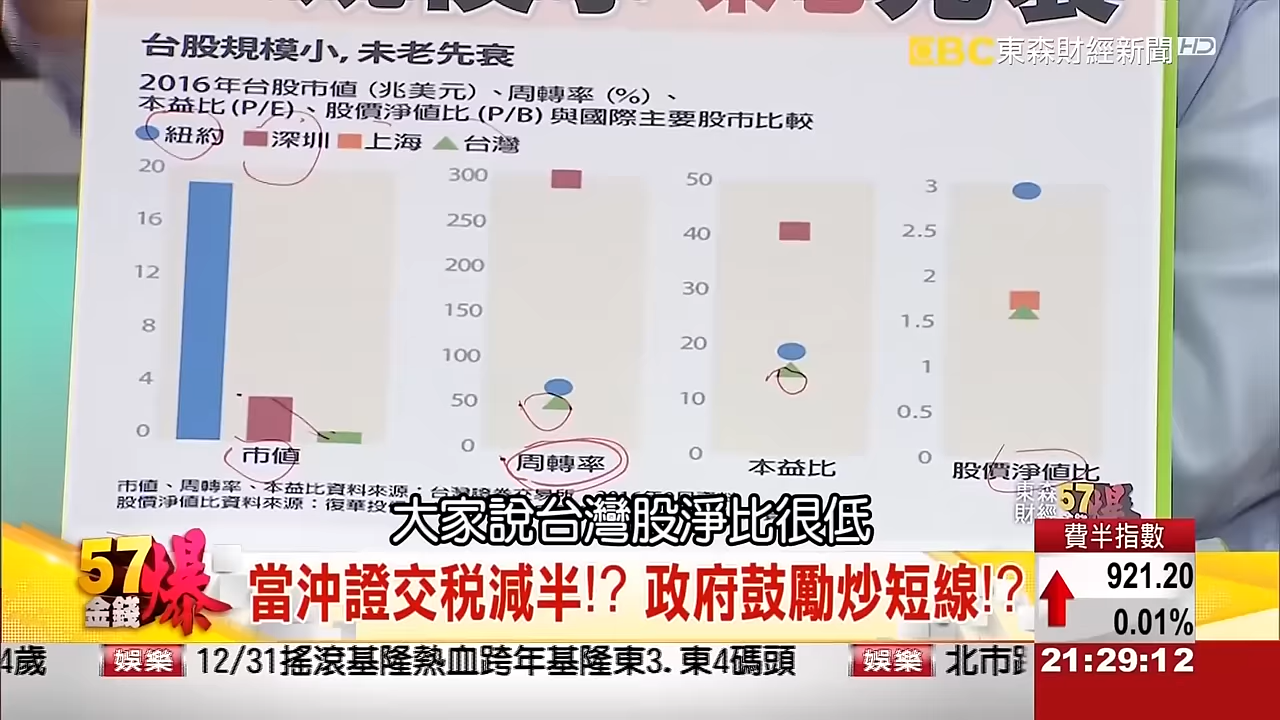 台股規模小,未老先衰
EBC 東森財經新聞 HD
2016年台股市值(兆美元)、周轉率(%)、
本益比(P/E)、股價淨值比(P/B)與國際主要股市比較
紐約 深圳 上海 台灣
20
16
12
8
4
0
市值
300
250
200
150
100
50
0
周轉率
50
40
30
20
10
0
本益比
3
2.5
2
1.5
1
0.5
0
股價淨值比
市值、周轉率、本益比資料來源:台灣證券交易所
股價淨值比資料來源:復華投
東森財經 57爆
大家說台灣股淨比很低
57金錢爆
當沖證交稅減半!? 政府鼓勵炒短線!?
費半指數
921.20
0.01%
4歲 娛樂 12/31搖滾基隆熱血跨年基隆東3.東4碼頭 娛樂 北市
21:29:12